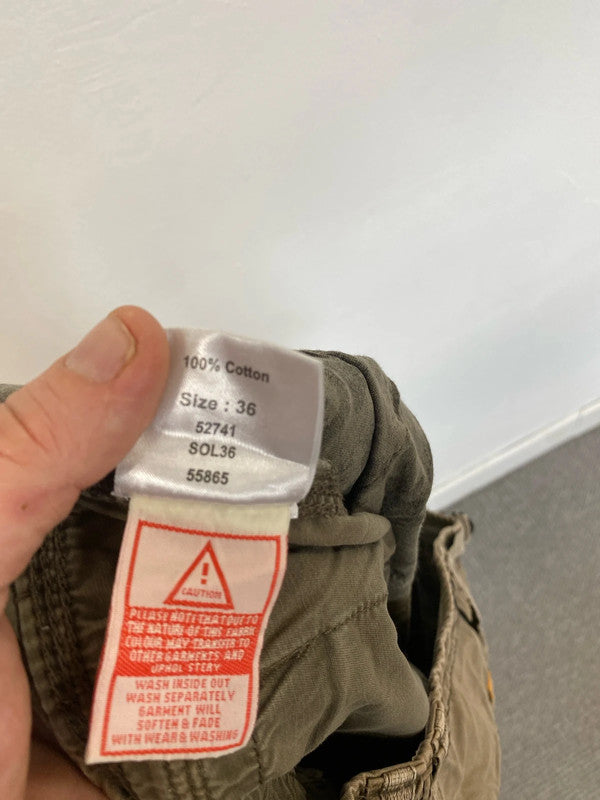 100% Cotton
Size : 36
52741
SOL36
55865
CAUTION
PLEASE NOTE THAT DUE TO
THE NATURE OF THIS FABRIC
COLOUR MAY TRANSFER TO
OTHER GARMENTS AND
UPHOLSTERY
WASH INSIDE OUT
WASH SEPARATELY
GARMENT WILL
SOFTEN & FADE
WITH WEAR & WASHING